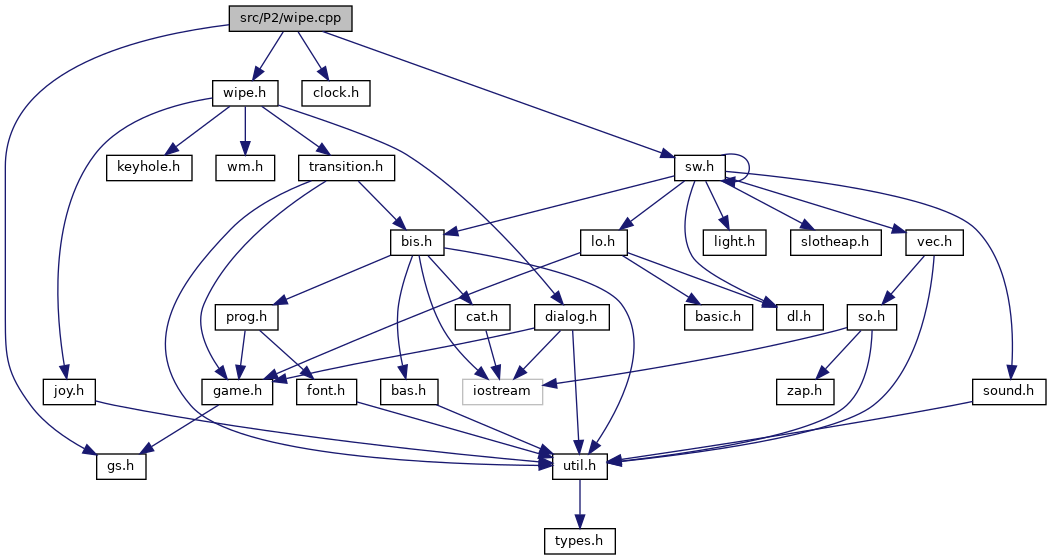 src/P2/wipe.cpp
wipe.h
clock.h
keyhole.h
wm.h
transition.h
sw.h
bis.h
lo.h
light.h
slotheap.h
vec.h
prog.h
cat.h
dialog.h
basic.h
dl.h
so.h
joy.h
game.h
font.h
bas.h
iostream
zap.h
sound.h
gs.h
util.h
types.h